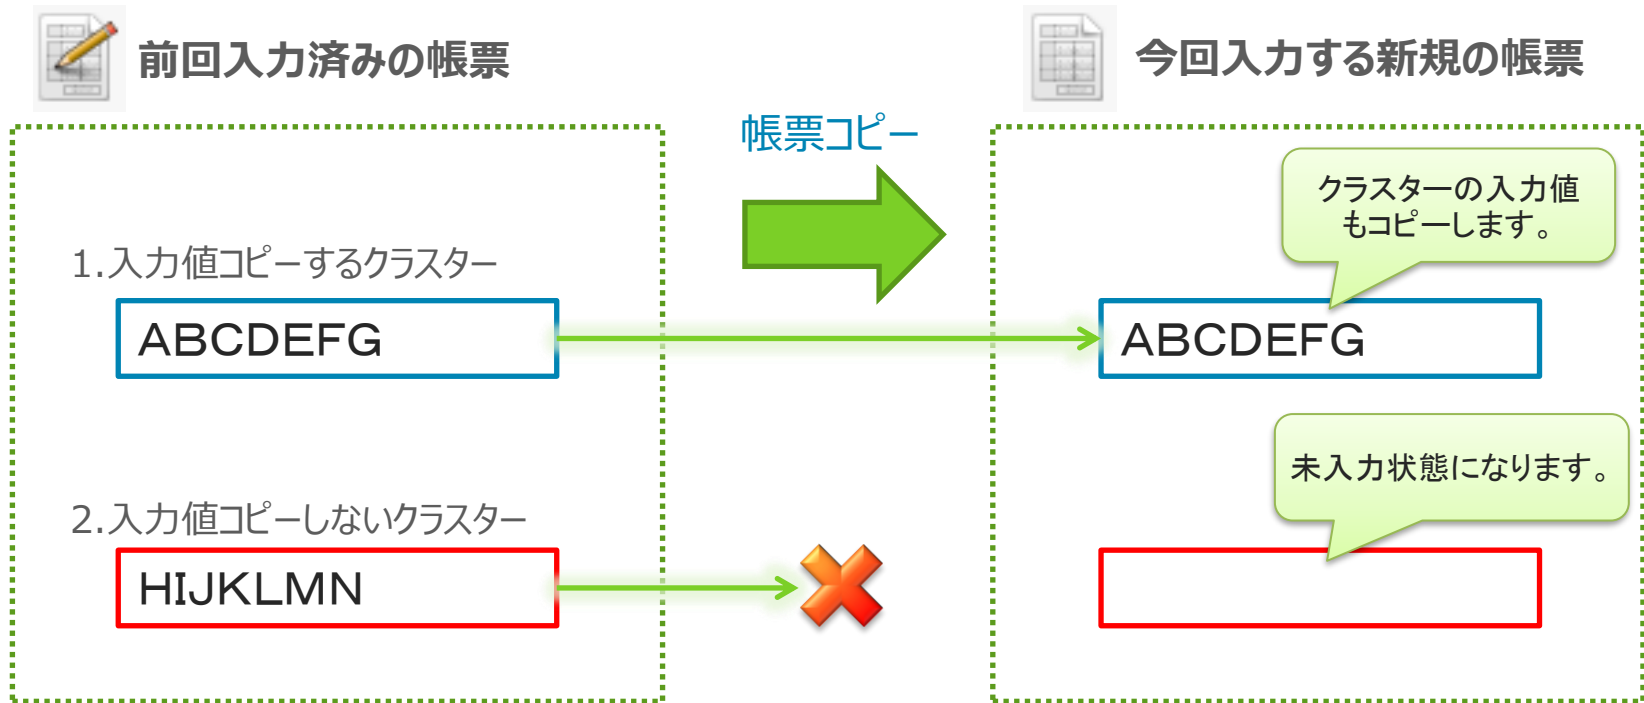 前回入力済みの帳票
今回入力する新規の帳票
帳票コピー
1.入力値コピーするクラスター
ABCDEFG
クラスターの入力値
もコピーします。
ABCDEFG
2.入力値コピーしないクラスター
HIJKLMN
未入力状態になります。